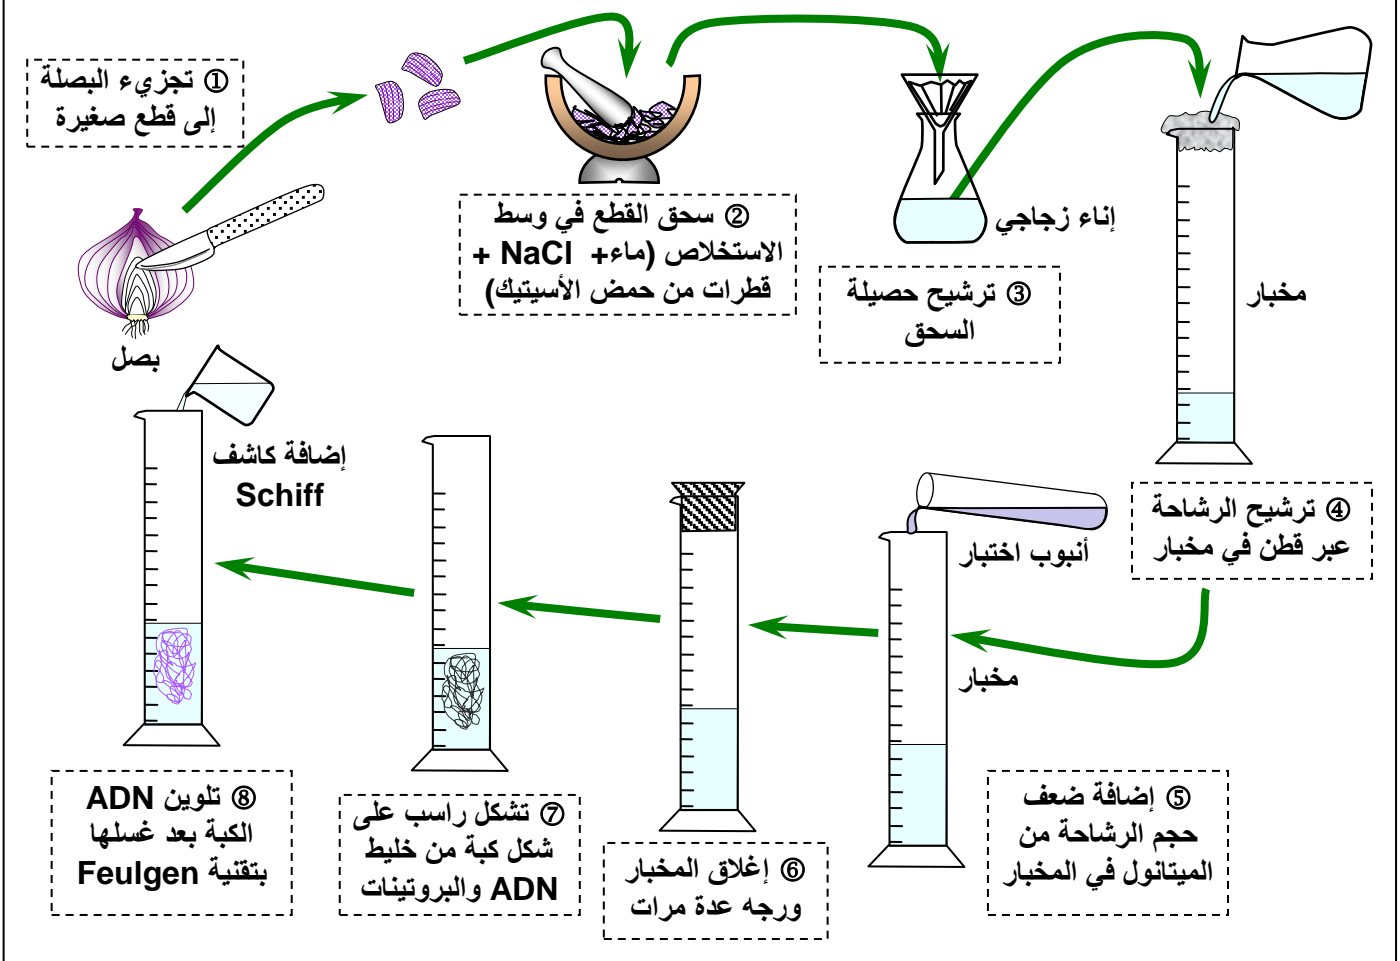 ① تجزيء البصلة
إلى قطع صغيرة
بصل
② سحق القطع في وسط
الاستخلاص (ماء+ NaCl +
قطرات من حمض الأسيتيك)
③ ترشيح حصيلة
السحق
إناء زجاجي
مخبار
④ ترشيح الرشاحة
عبر قطن في مخبار
أنبوب اختبار
مخبار
⑤ إضافة ضعف
حجم الرشاحة من
الميتانول في المخبار
⑥ إغلاق المخبار
ورجه عدة مرات
⑦ تشكل راسب على
شكل كبة من خليط
ADN والبروتينات
إضافة كاشف
Schiff
⑧ تلوين ADN
الكبة بعد غسلها
بتقنية Feulgen